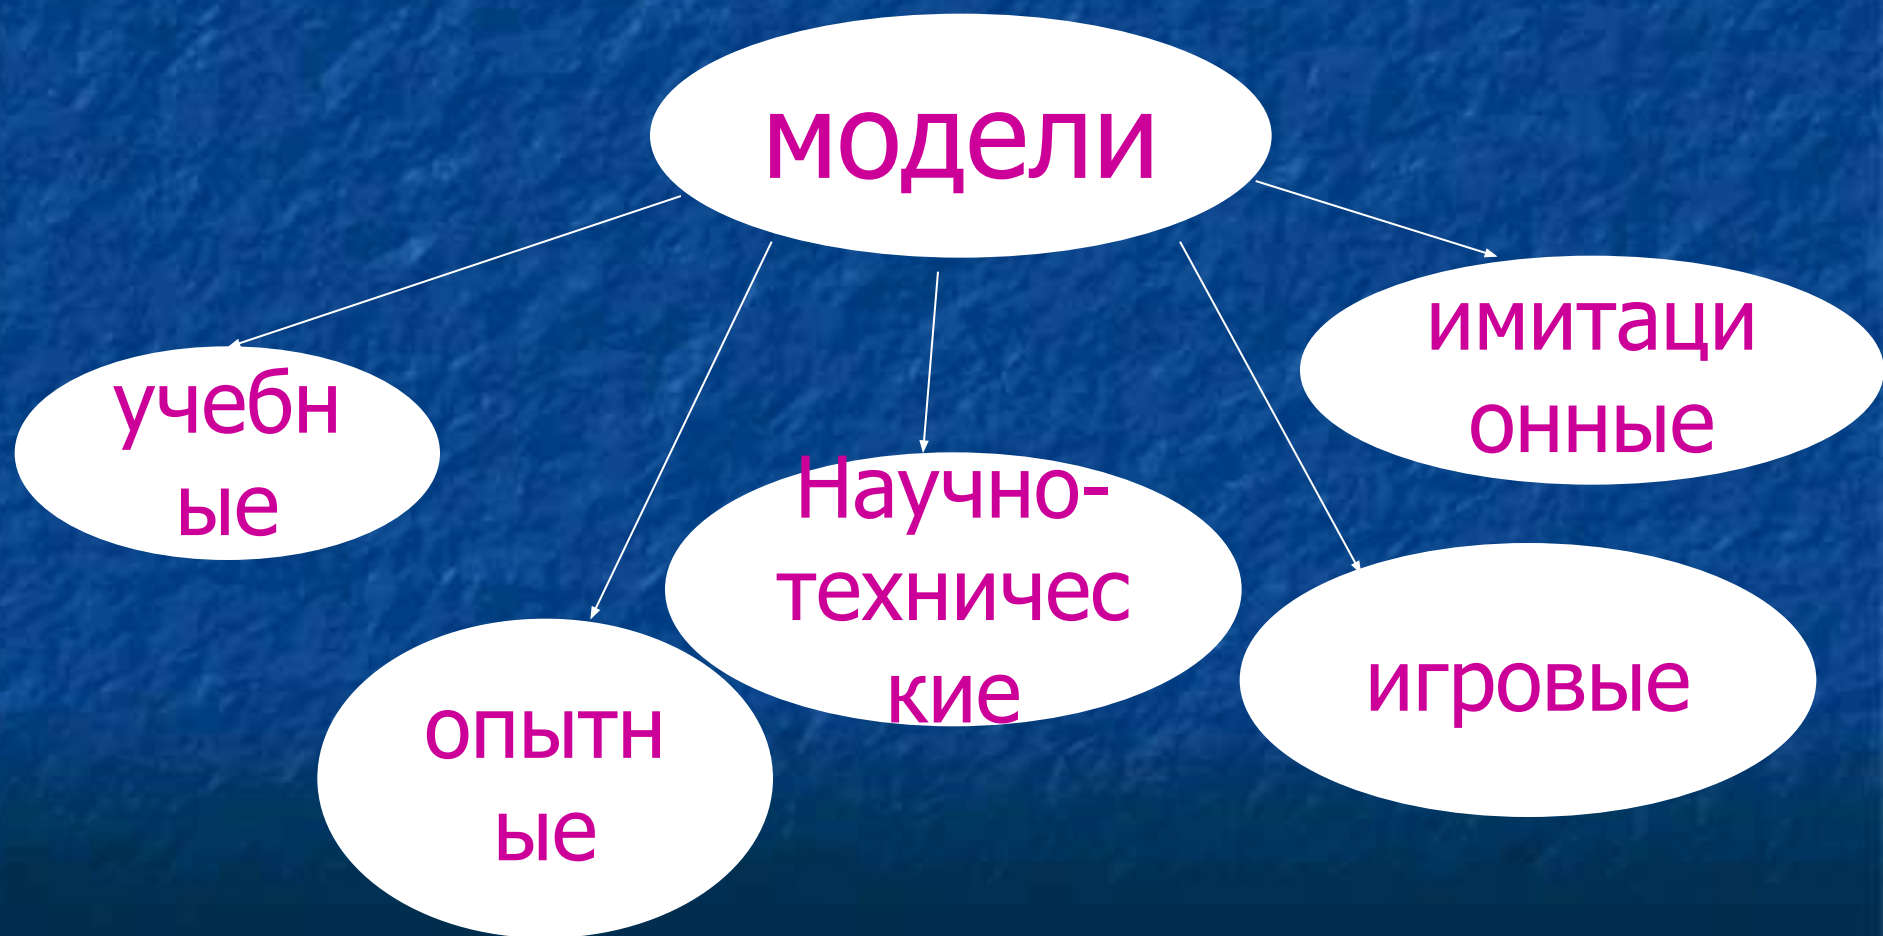 модели
учебн
ые
опытн
ые
Научно-
техничес
кие
игровые
имитаци
онные